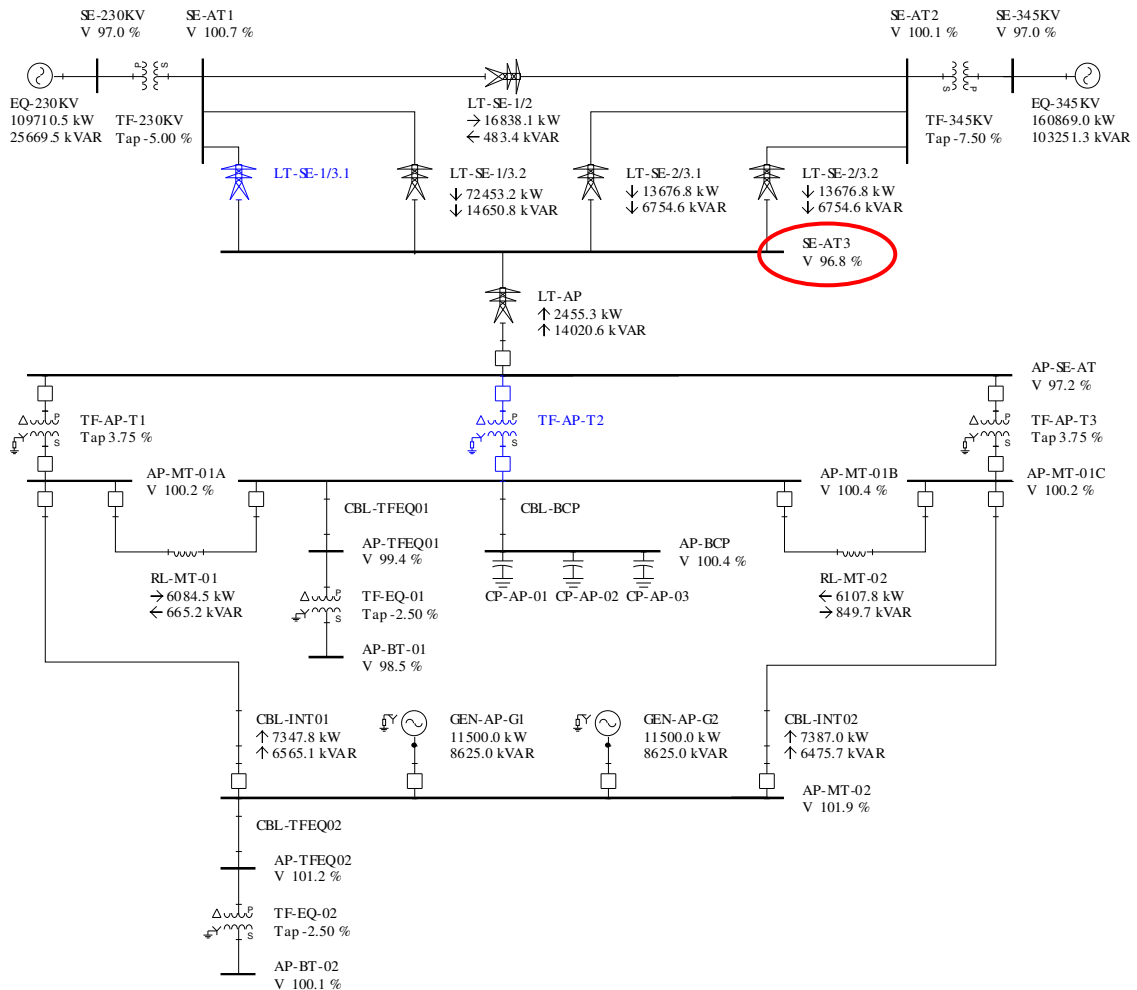 SE-230KV
V 97.0 %
SE-AT1
V 100.7 %
SE-AT2
V 100.1 %
SE-345KV
V 97.0 %
P
S
S
P
EQ-230KV
109710.5 kW
25669.5 kVAR
TF-230KV
Tap -5.00 %
LT-SE-1/2
→ 16838.1 kW
← 483.4 kVAR
TF-345KV
Tap -7.50 %
EQ-345KV
160869.0 kW
103251.3 kVAR
LT-SE-1/3.1
LT-SE-1/3.2
↓ 72453.2 kW
↓ 14650.8 kVAR
LT-SE-2/3.1
↓ 13676.8 kW
↓ 6754.6 kVAR
LT-SE-2/3.2
↓ 13676.8 kW
↓ 6754.6 kVAR
SE-AT3
V 96.8 %
LT-AP
↑ 2455.3 kW
↑ 14020.6 kVAR
AP-SE-AT
V 97.2 %
P
S
TF-AP-T1
Tap 3.75 %
P
S
TF-AP-T2
P
S
TF-AP-T3
Tap 3.75 %
AP-MT-01A
V 100.2 %
AP-MT-01B
V 100.4 %
AP-MT-01C
V 100.2 %
CBL-TFEQ01
CBL-BCP
AP-TFEQ01
V 99.4 %
AP-BCP
V 100.4 %
RL-MT-01
→ 6084.5 kW
← 665.2 kVAR
P
S
TF-EQ-01
Tap -2.50 %
CP-AP-01
CP-AP-02
CP-AP-03
RL-MT-02
← 6107.8 kW
→ 849.7 kVAR
AP-BT-01
V 98.5 %
CBL-INT01
↑ 7347.8 kW
↑ 6565.1 kVAR
GEN-AP-G1
11500.0 kW
8625.0 kVAR
GEN-AP-G2
11500.0 kW
8625.0 kVAR
CBL-INT02
↑ 7387.0 kW
↑ 6475.7 kVAR
AP-MT-02
V 101.9 %
CBL-TFEQ02
AP-TFEQ02
V 101.2 %
P
S
TF-EQ-02
Tap -2.50 %
AP-BT-02
V 100.1 %